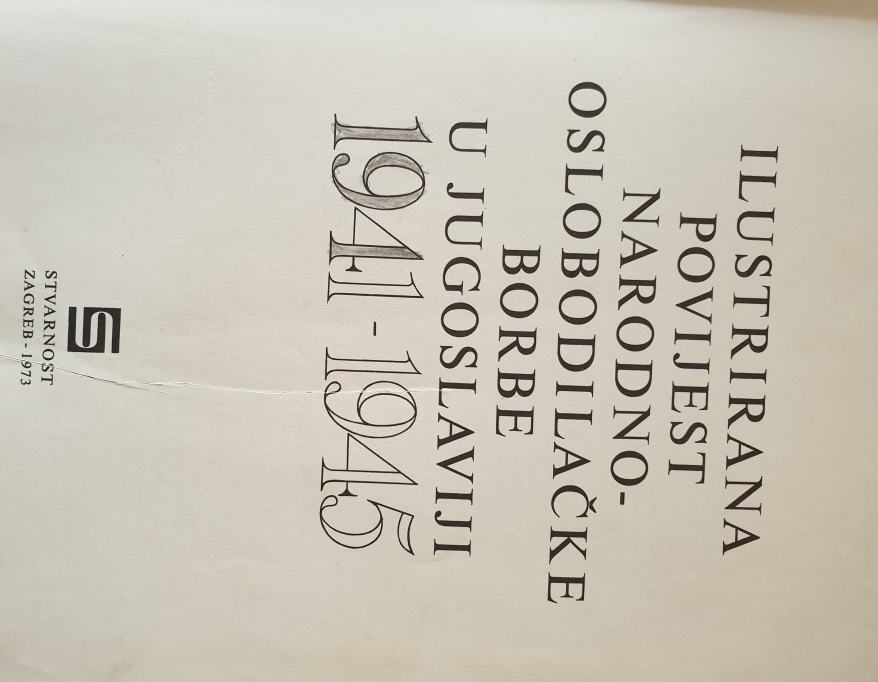 ILUSTRIRANA
POVIJEST
NARODNO-
OSLOBODILAČKE
BORBE
U JUGOSLAVIJI
1941-1945
S
STVARNOST
ZAGREB-1973